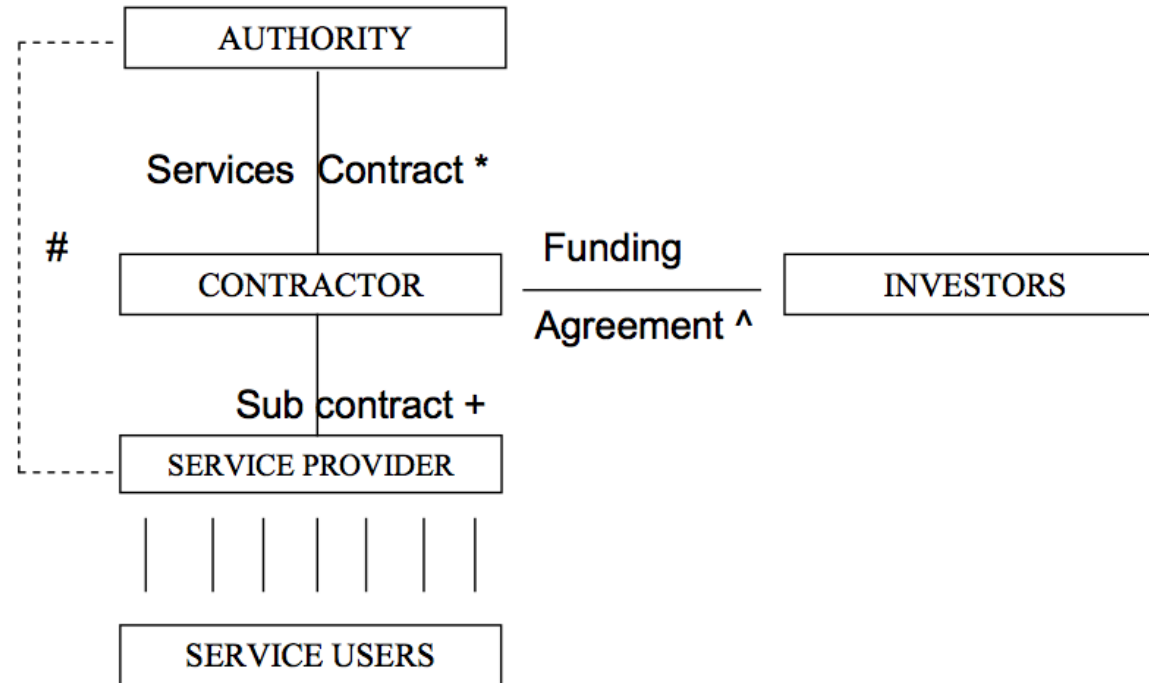 AUTHORITY
Services Contract *
#
Funding
CONTRACTOR
INVESTORS
Agreement ^
Sub contract +
SERVICE PROVIDER
SERVICE USERS